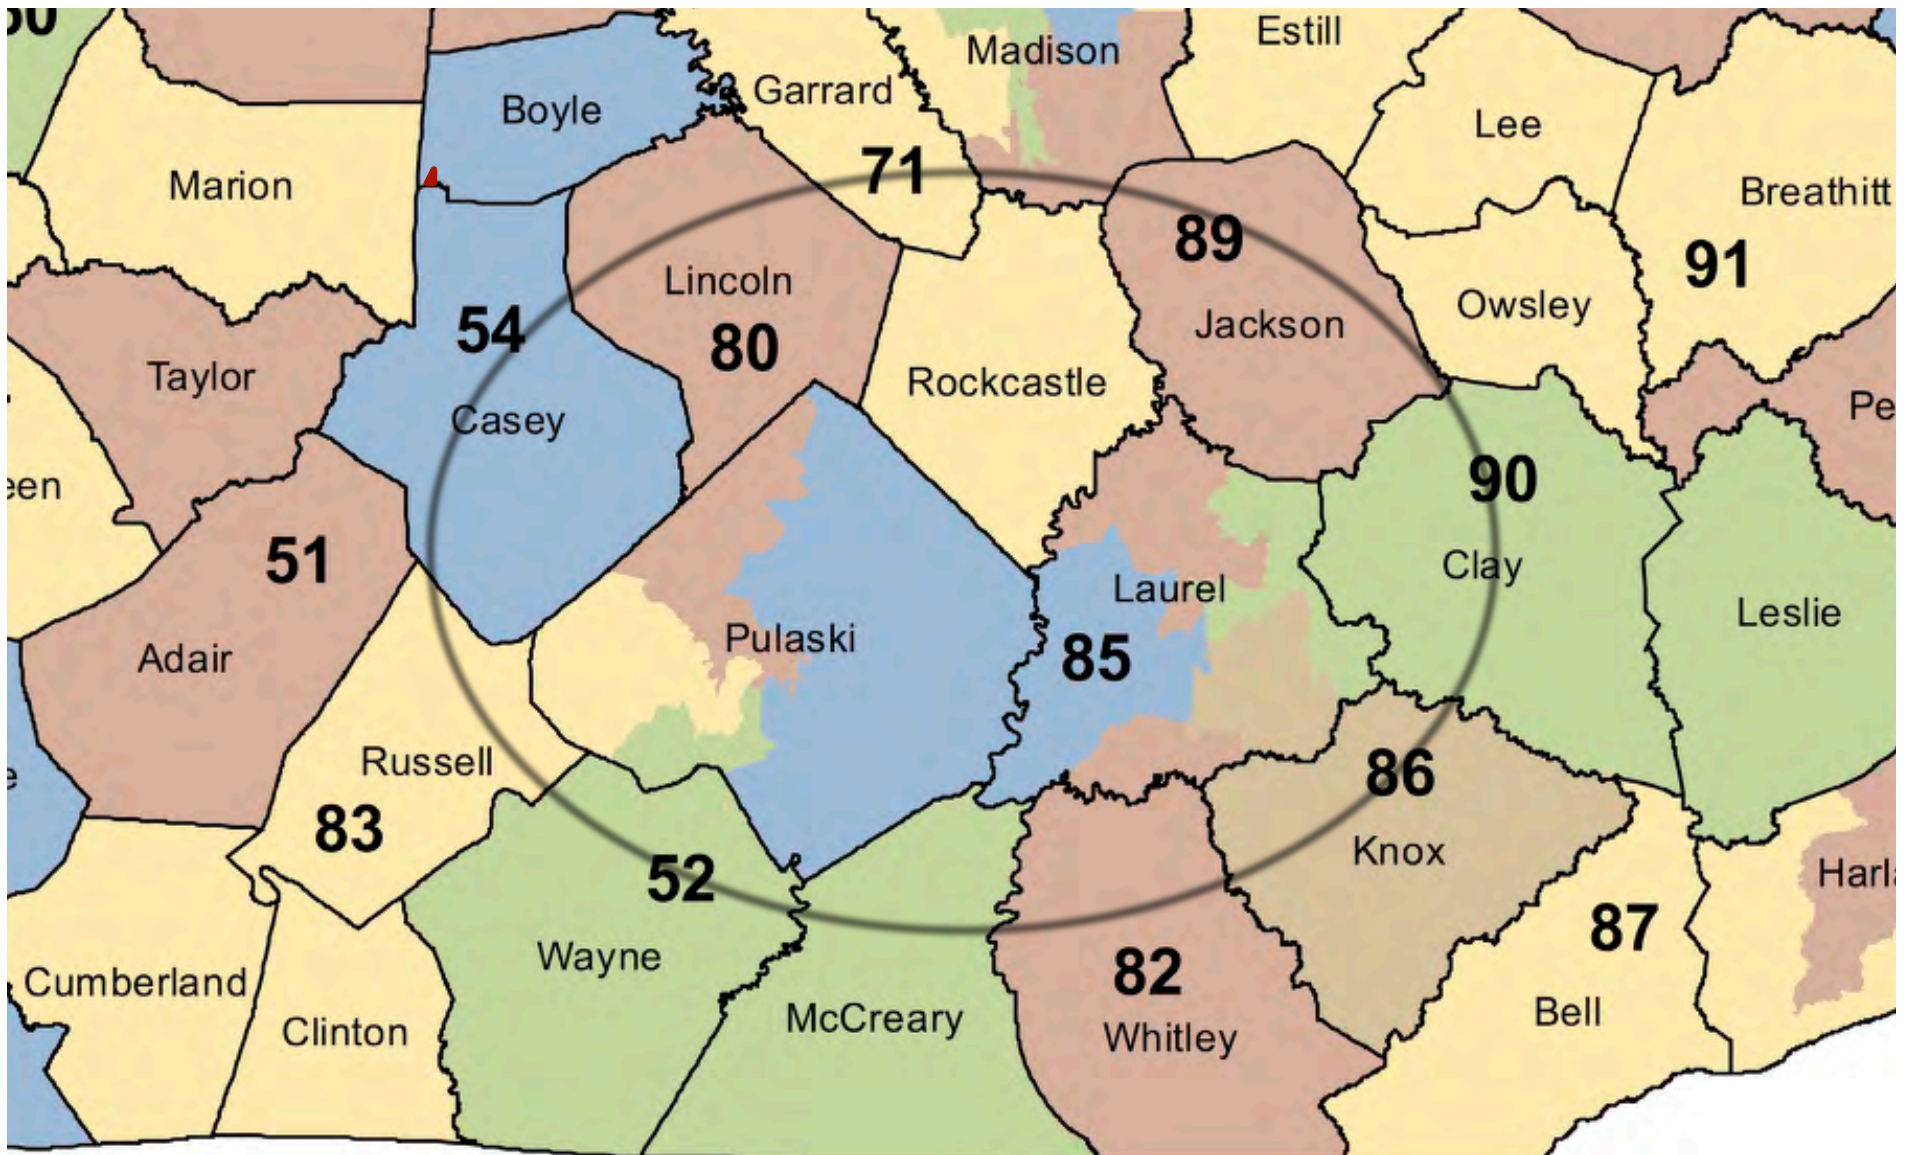 Madison
Estill
Garrard
Boyle
Lee
71
Marion
Breathitt
89
91
Lincoln
Owsley
54
Jackson
80
Taylor
Rockcastle
Casey
90
51
Clay
Laurel
Leslie
Pulaski
85
Adair
Russell
86
83
Knox
52
87
Wayne
Cumberland
82
Bell
McCreary
Clinton
Whitley